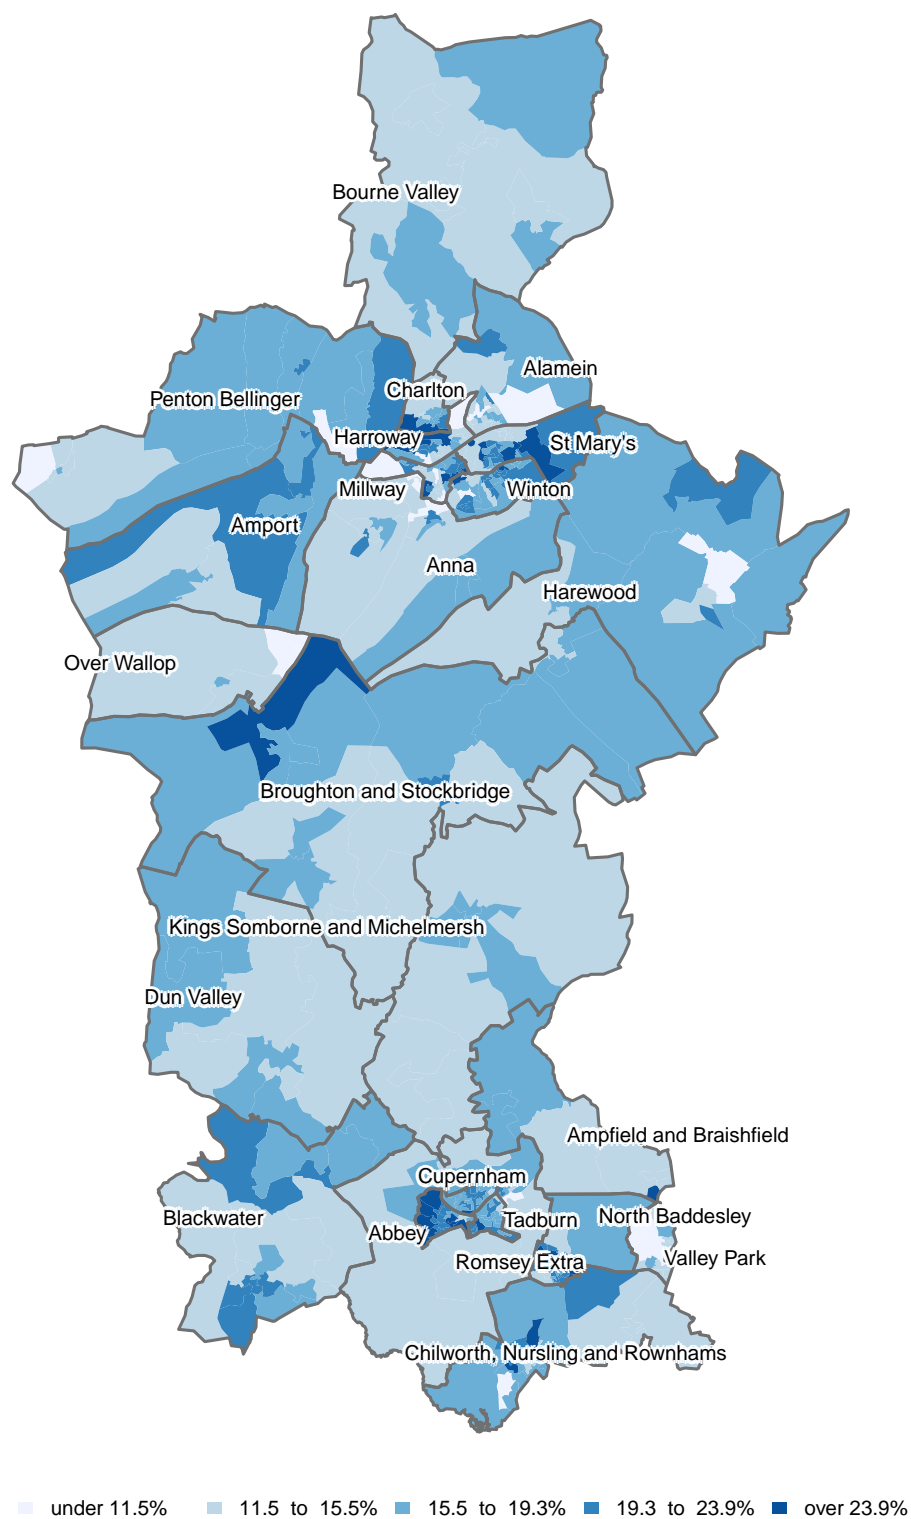 Bourne Valley
Alamein
Charlton
Penton Bellinger
Harroway
St Mary's
Millway
Winton
Amport
Anna
Harewood
Over Wallop
Broughton and Stockbridge
Kings Somborne and Michelmersh
Dun Valley
Ampfield and Braishfield
Cupernham
Blackwater
North Baddesley
Tadburn
Abbey
Valley Park
Romsey Extra
Chilworth, Nursling and Rownhams
under 11.5% 11.5 to 15.5% 15.5 to 19.3% 19.3 to 23.9% over 23.9%